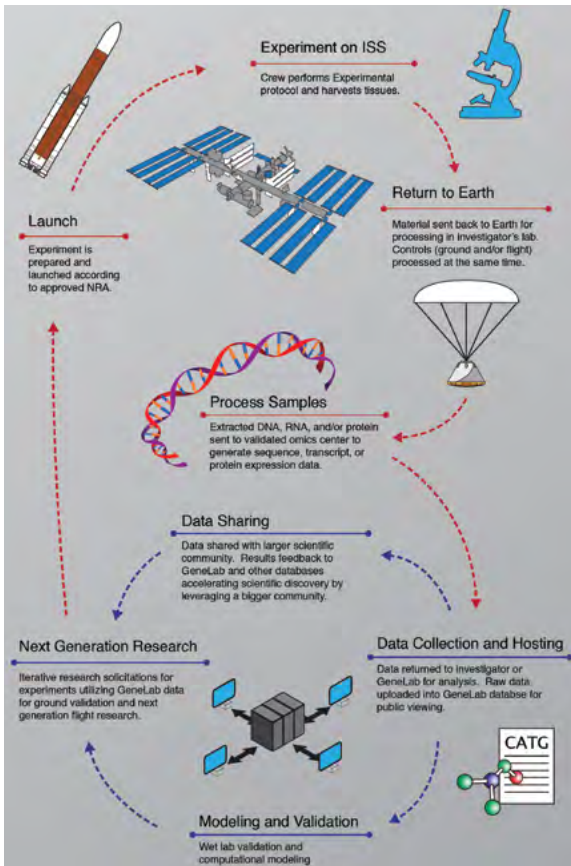 Experiment on ISS
Crew performs Experimental
protocol and harvests tissues.
Return to Earth
Material sent back to Earth for
processing in investigator's lab.
Controls (ground and/or flight)
processed at the same time.
Launch
Experiment is
prepared and
launched according
to approved NRA.
Process Samples
Extracted DNA, RNA, and/or protein
sent to validated omics center to
generate sequence, transcript, or
protein expression data.
Data Sharing
Data shared with larger scientific
community. Results feedback to
GeneLab and other databases
accelerating scientific discovery by
leveraging a bigger community.
Next Generation Research
Iterative research solicitations for
experiments utilizing GeneLab data
for ground validation and next
generation flight research.
Data Collection and Hosting
Data returned to investigator or
GeneLab for analysis. Raw data
uploaded into GeneLab databse for
public viewing.
CATG
Modeling and Validation
Wet lab validation and
computational modeling